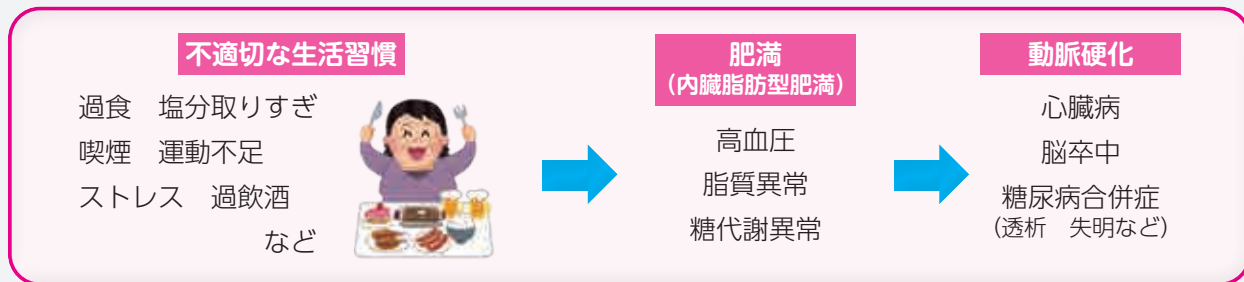 不適切な生活習慣
過食　塩分取りすぎ
喫煙　運動不足
ストレス　過飲酒
など
肥満
（内臓脂肪型肥満）
高血圧
脂質異常
糖代謝異常
動脈硬化
心臓病
脳卒中
糖尿病合併症
（透析　失明など）